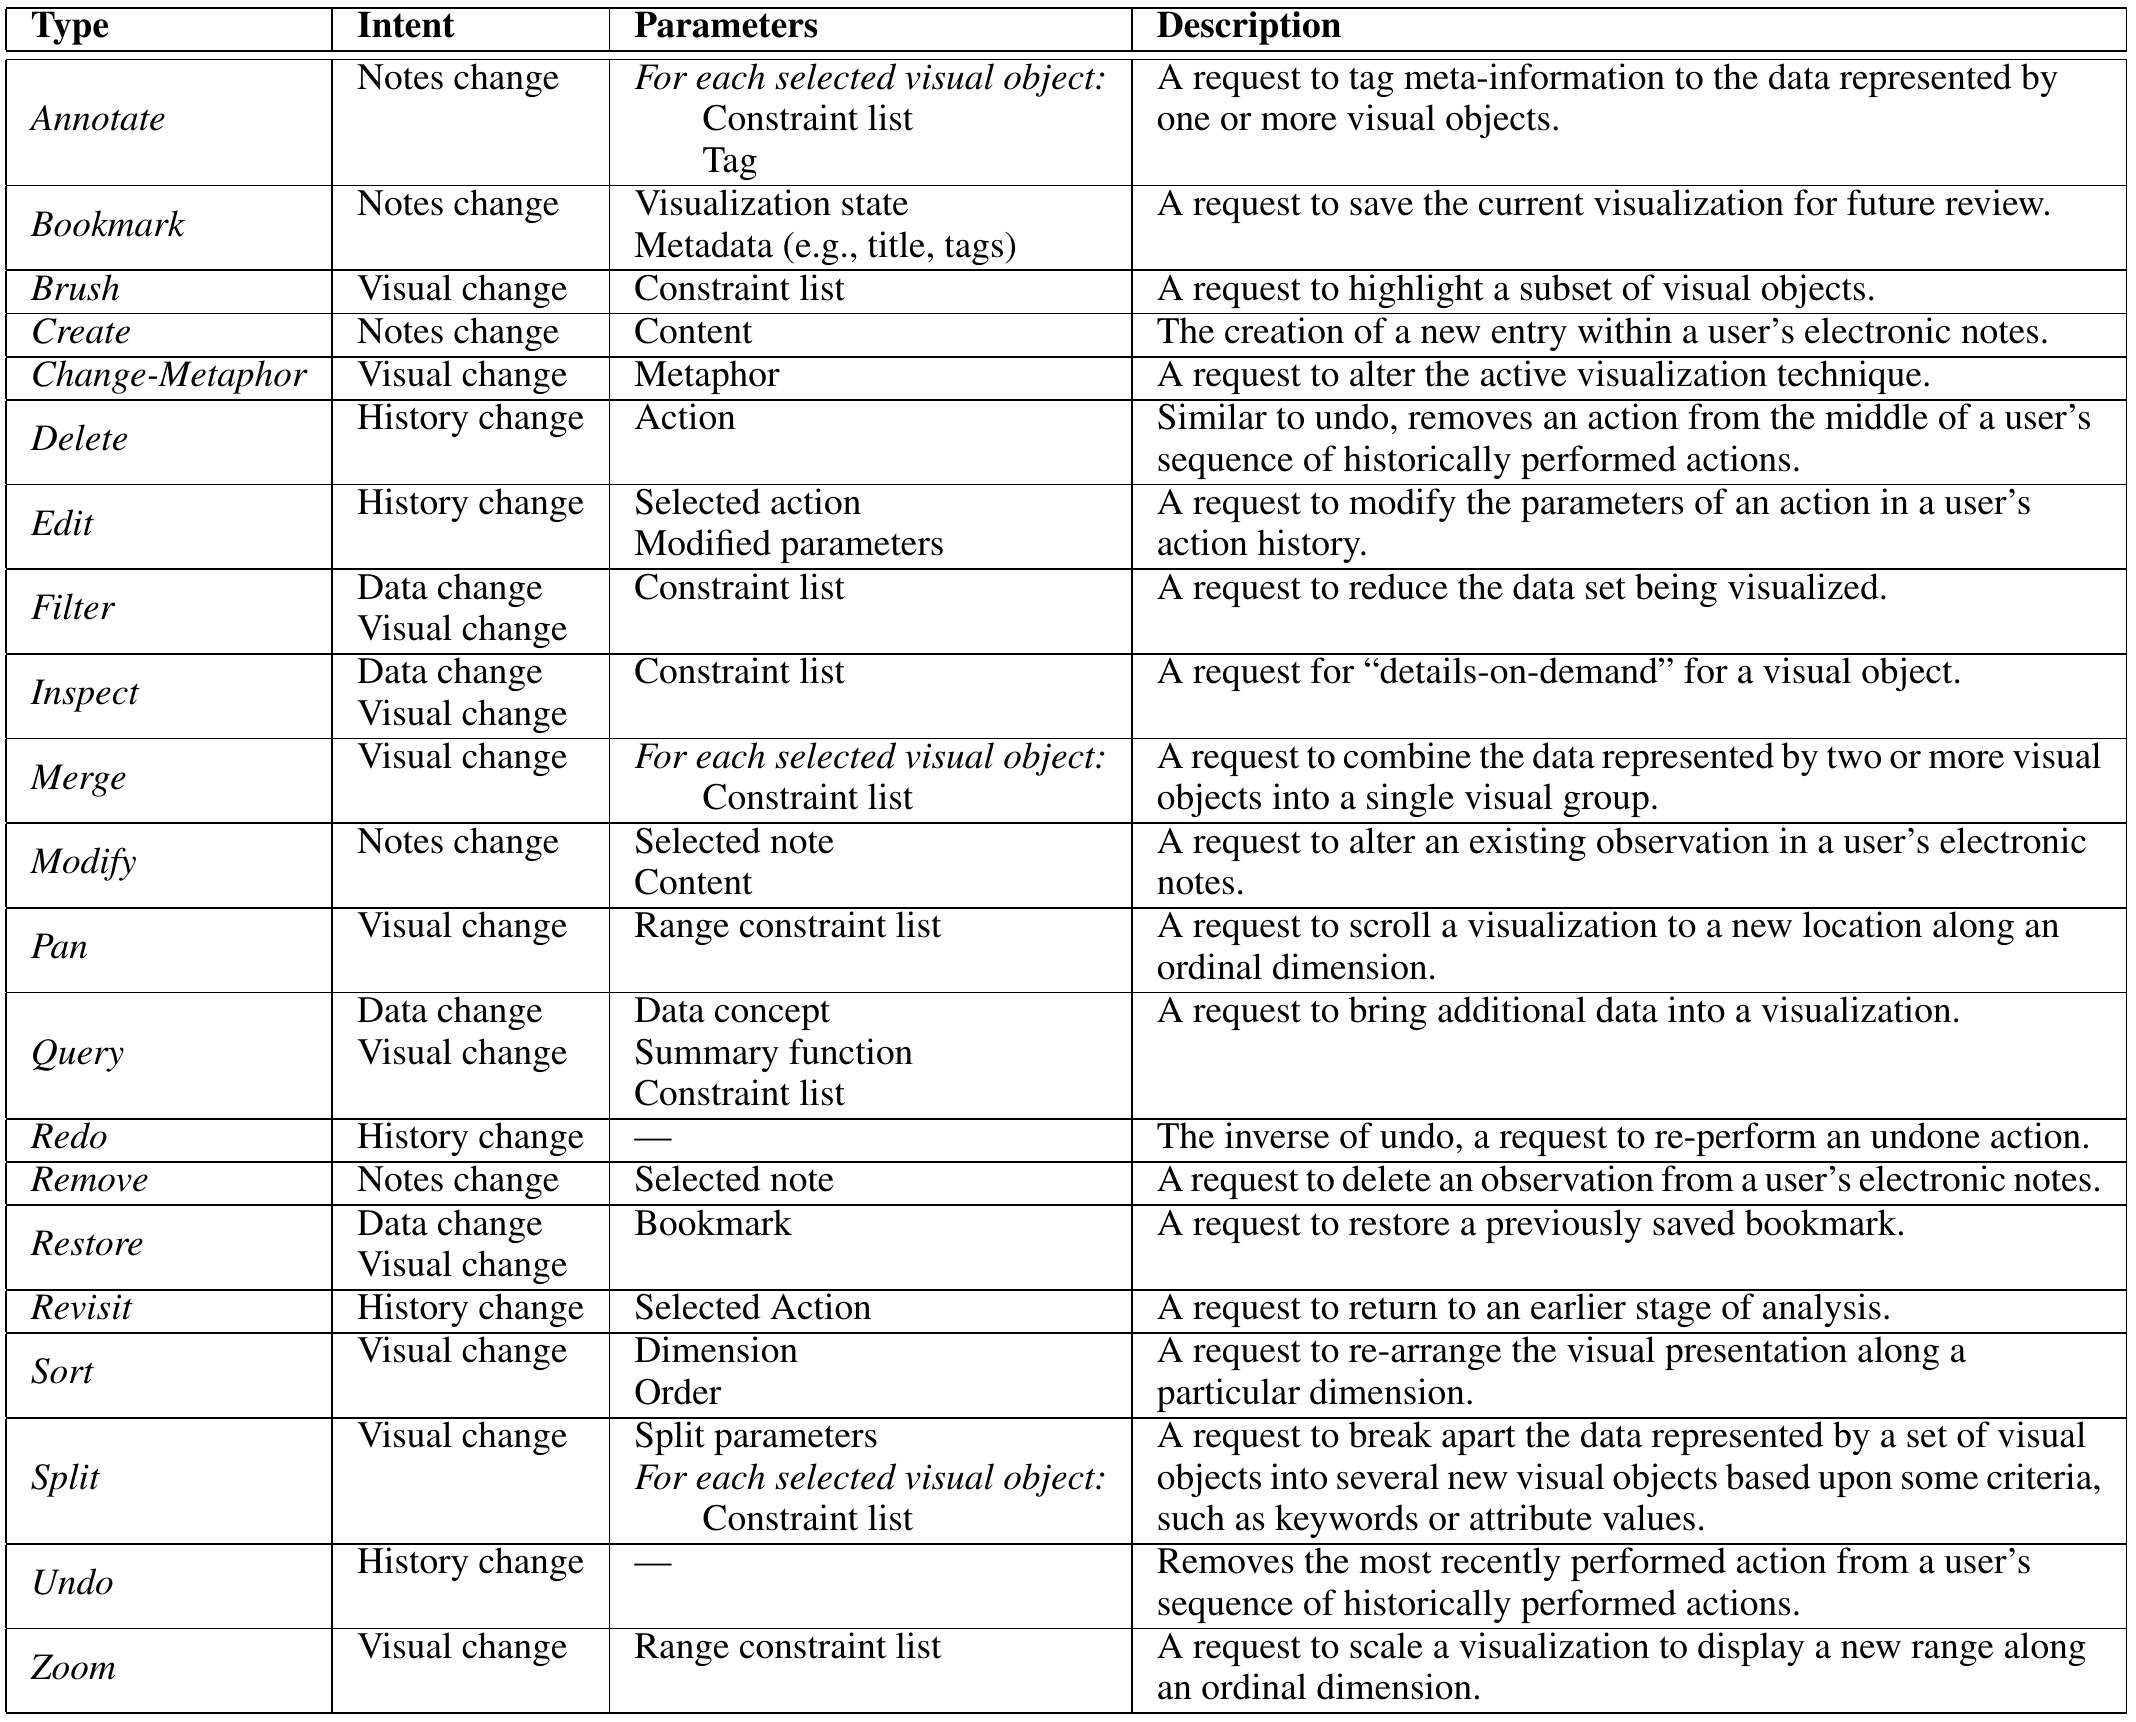 Type Intent Parameters Description
Annotate Notes change For each selected visual object: A request to tag meta-information to the data represented by
Constraint list one or more visual objects.
Tag
Bookmark Notes change Visualization state A request to save the current visualization for future review.
Metadata (e.g., title, tags)
Brush Visual change Constraint list A request to highlight a subset of visual objects.
Create Notes change Content The creation of a new entry within a user’s electronic notes.
Change-Metaphor Visual change Metaphor A request to alter the active visualization technique.
Delete History change Action Similar to undo, removes an action from the middle of a user’s
sequence of historically performed actions.
Edit History change Selected action A request to modify the parameters of an action in a user’s
Modified parameters action history.
Filter Data change Constraint list A request to reduce the data set being visualized.
Visual change
Inspect Data change Constraint list A request for “details-on-demand” for a visual object.
Visual change
Merge Visual change For each selected visual object: A request to combine the data represented by two or more visual
Constraint list objects into a single visual group.
Modify Notes change Selected note A request to alter an existing observation in a user’s electronic
Content notes.
Pan Visual change Range constraint list A request to scroll a visualization to a new location along an
ordinal dimension.
Query Data change Data concept A request to bring additional data into a visualization.
Visual change Summary function
Constraint list
Redo History change — The inverse of undo, a request to re-perform an undone action.
Remove Notes change Selected note A request to delete an observation from a user’s electronic notes.
Restore Data change Bookmark A request to restore a previously saved bookmark.
Visual change
Revisit History change Selected Action A request to return to an earlier stage of analysis.
Sort Visual change Dimension A request to re-arrange the visual presentation along a
Order particular dimension.
Split Visual change Split parameters A request to break apart the data represented by a set of visual
For each selected visual object: objects into several new visual objects based upon some criteria,
Constraint list such as keywords or attribute values.
Undo History change — Removes the most recently performed action from a user’s
sequence of historically performed actions.
Zoom Visual change Range constraint list A request to scale a visualization to display a new range along
an ordinal dimension.